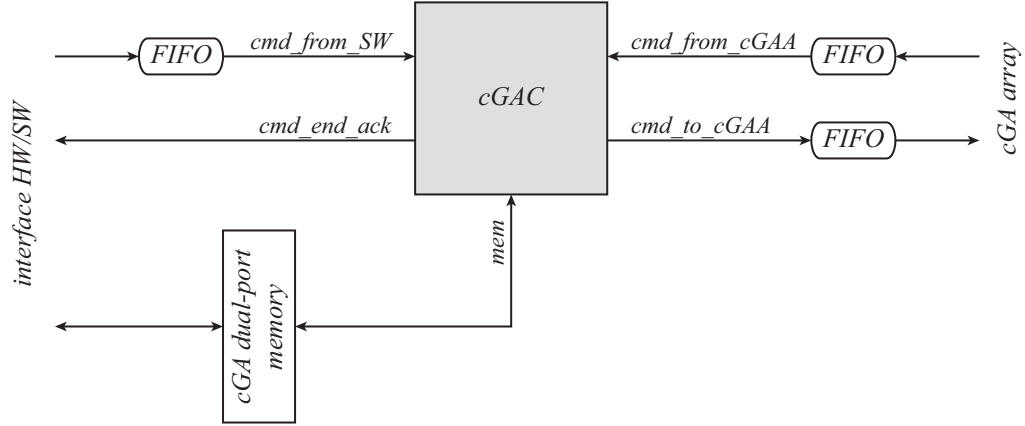 cmd_from_SW
FIFO
cmd_from_cGAA
FIFO
cGAC
cmd_end_ack
cmd_to_cGAA
FIFO
interface HW/SW
cGA array
mem
cGA dual-port
memory